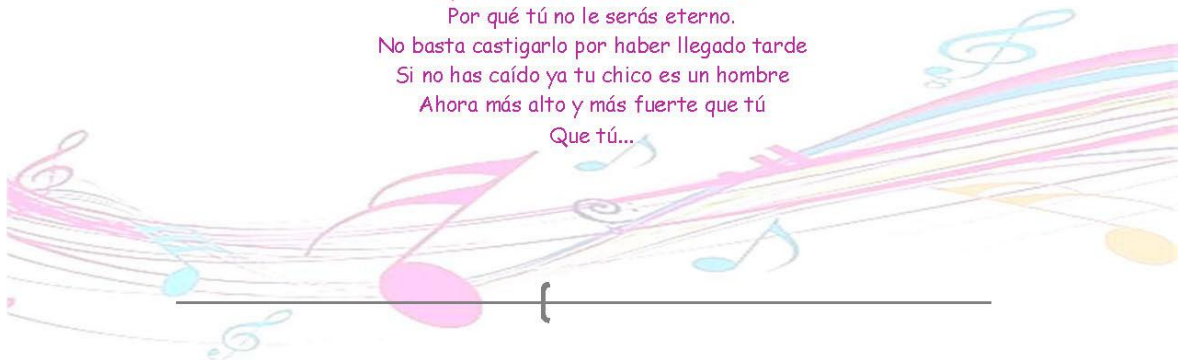 Por qué tú no le serás eterno.
No basta castigarlo por haber llegado tarde
Si no has caído ya tu chico es un hombre
Ahora más alto y más fuerte que tú
Que tú...